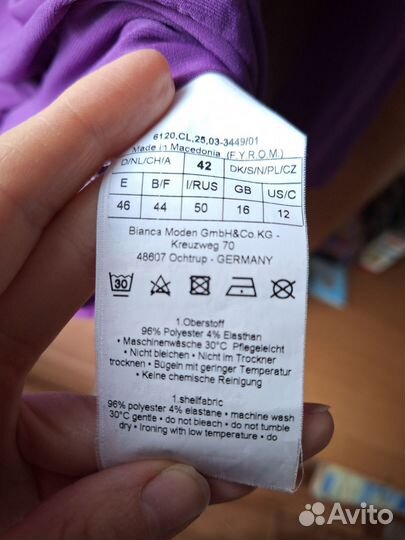 6120,CL,25,03-3449/01
Made in Macedonia (F.Y.R.O.M.)
D/NL/CH/A 42 DK/S/N/PL/CZ
E B/F I/RUS GB US/C
46 44 50 16 12
Bianca Moden GmbH&Co.KG -
Kreuzweg 70
48607 Ochtrup - GERMANY
30
1.Oberstoff
96% Polyester 4% Elasthan
• Maschinenwäsche 30°C Pflegeleicht
• Nicht bleichen • Nicht im Trockner
trocknen • Bügeln mit geringer Temperatur
• Keine chemische Reinigung
1.shellfabric
96% polyester 4% elastane • machine wash
30°C gentle • do not bleach • do not tumble
dry • Ironing with low temperature • do
Avito